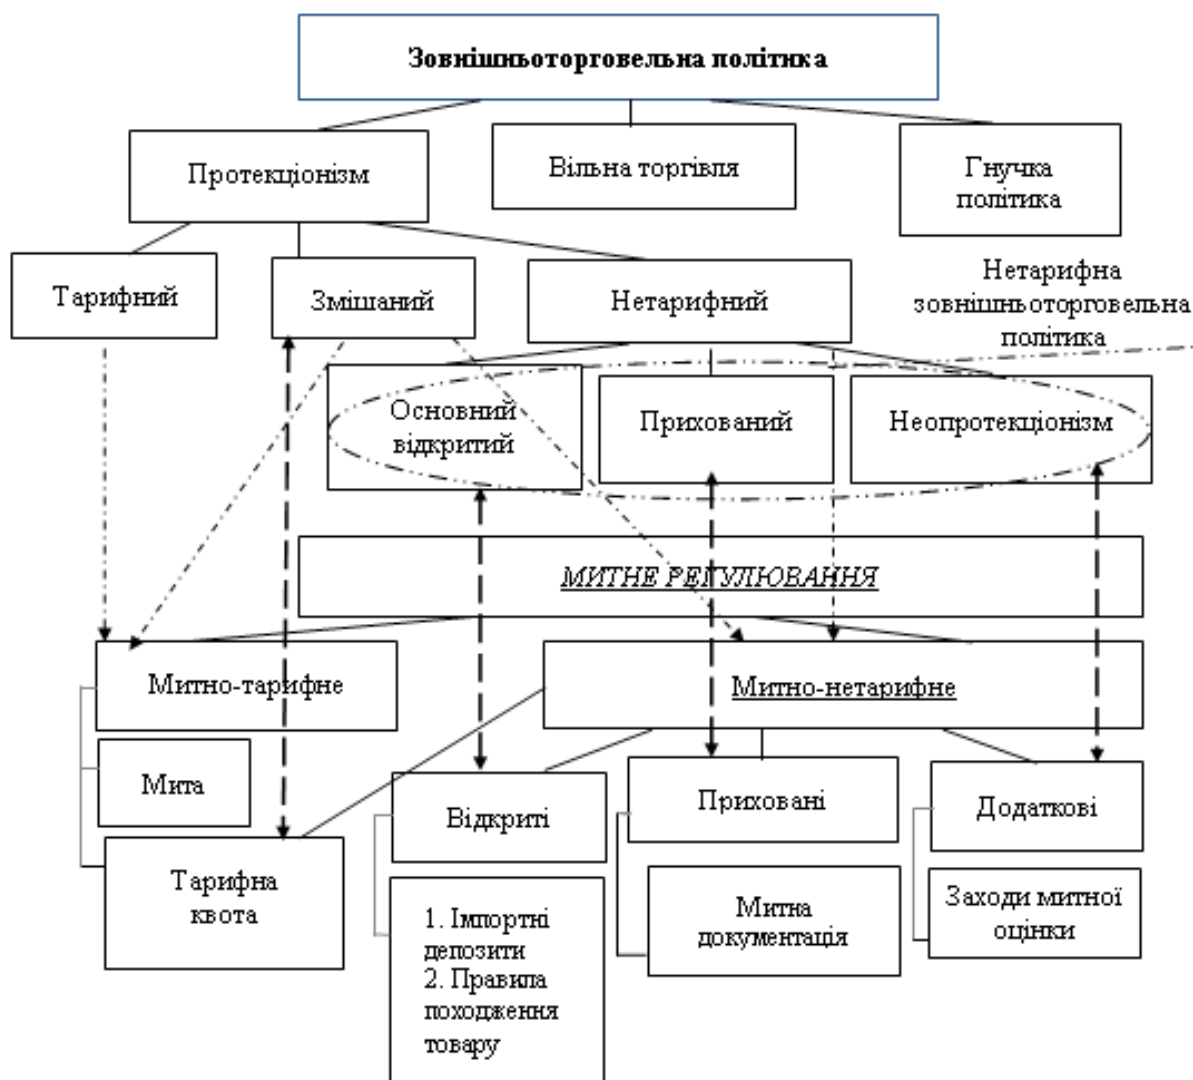 Зовнішньоторговельна політика
Протекціонізм
Вільна торгівля
Гнучка
політика
Тарифний
Змішаний
Нетарифний
Нетарифна
зовнішньоторговельна
політика
Основний
відкритий
Прихований
Неопротекціонізм
МИТНЕ РЕГУЛЮВАННЯ
Митно-тарифне
Митно-нетарифне
Мита
Відкриті
Приховані
Додаткові
Тарифна
квота
1. Імпортні
депозити
2. Правила
походження
товару
Митна
документація
Заходи митної
оцінки